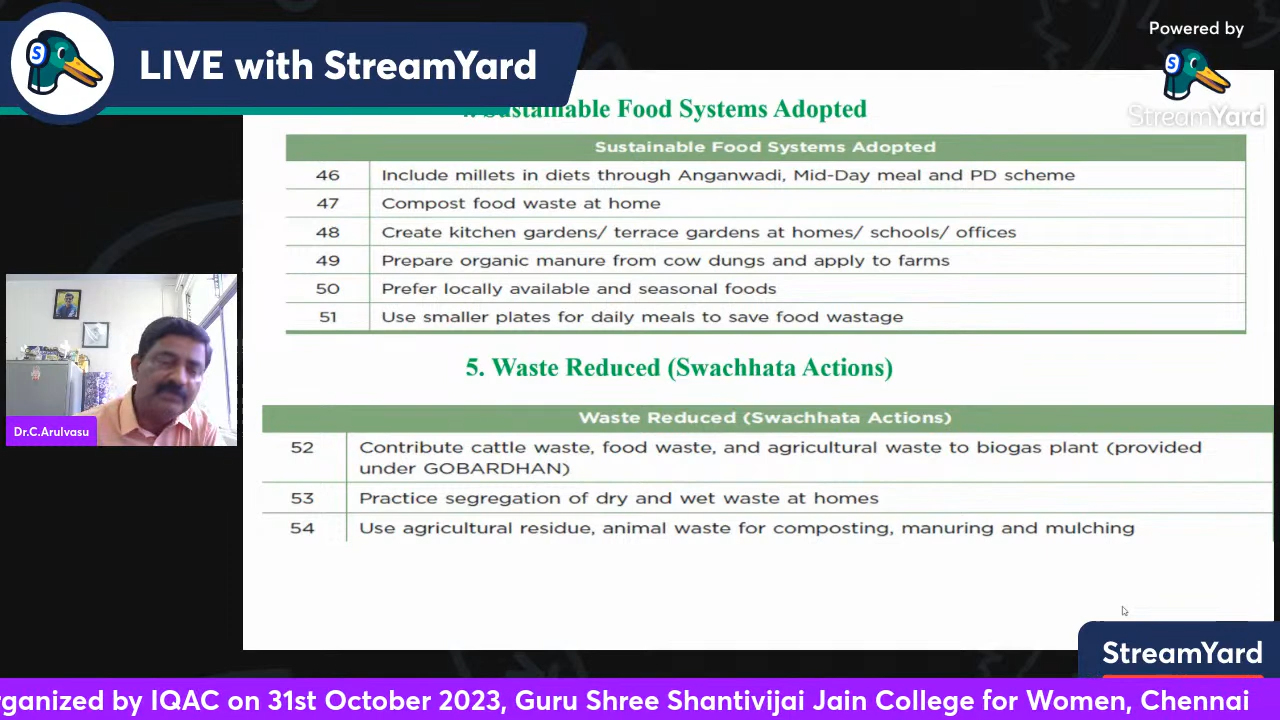 LIVE with StreamYard
Powered by
StreamYard
Sustainable Food Systems Adopted
Sustainable Food Systems Adopted
46 Include millets in diets through Anganwadi, Mid-Day meal and PD scheme
47 Compost food waste at home
48 Create kitchen gardens/ terrace gardens at homes/ schools/ offices
49 Prepare organic manure from cow dungs and apply to farms
50 Prefer locally available and seasonal foods
51 Use smaller plates for daily meals to save food wastage
5. Waste Reduced (Swachhata Actions)
Waste Reduced (Swachhata Actions)
52 Contribute cattle waste, food waste, and agricultural waste to biogas plant (provided
under GOBARDHAN)
53 Practice segregation of dry and wet waste at homes
54 Use agricultural residue, animal waste for composting, manuring and mulching
Dr.C.Arulvasu
StreamYard
rganized by IQAC on 31st October 2023, Guru Shree Shantivijai Jain College for Women, Chennai